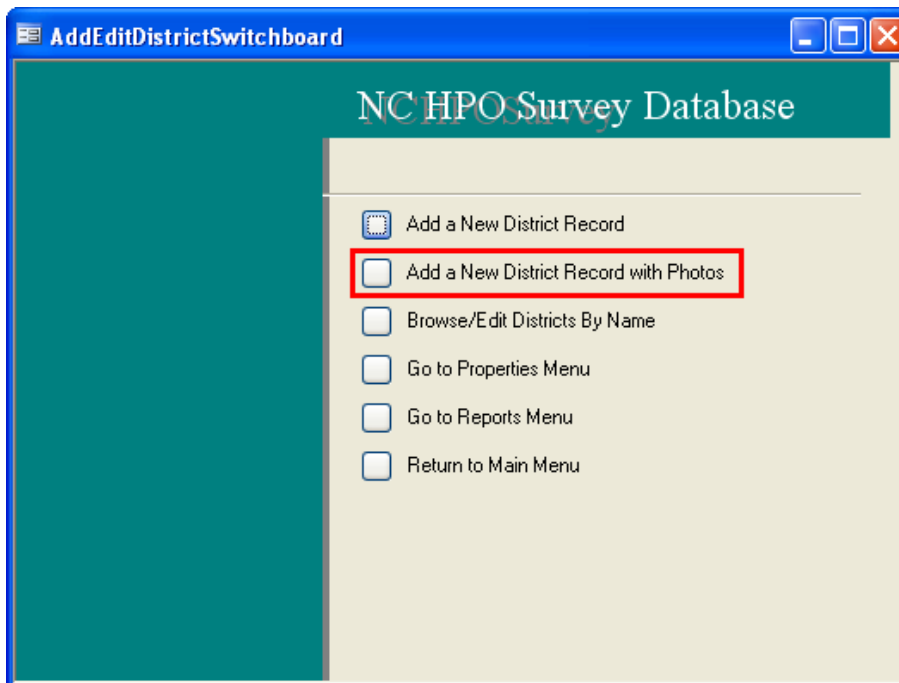 AddEditDistrictSwitchboard
NC HPO Survey Database
Add a New District Record
Add a New District Record with Photos
Browse/Edit Districts By Name
Go to Properties Menu
Go to Reports Menu
Return to Main Menu